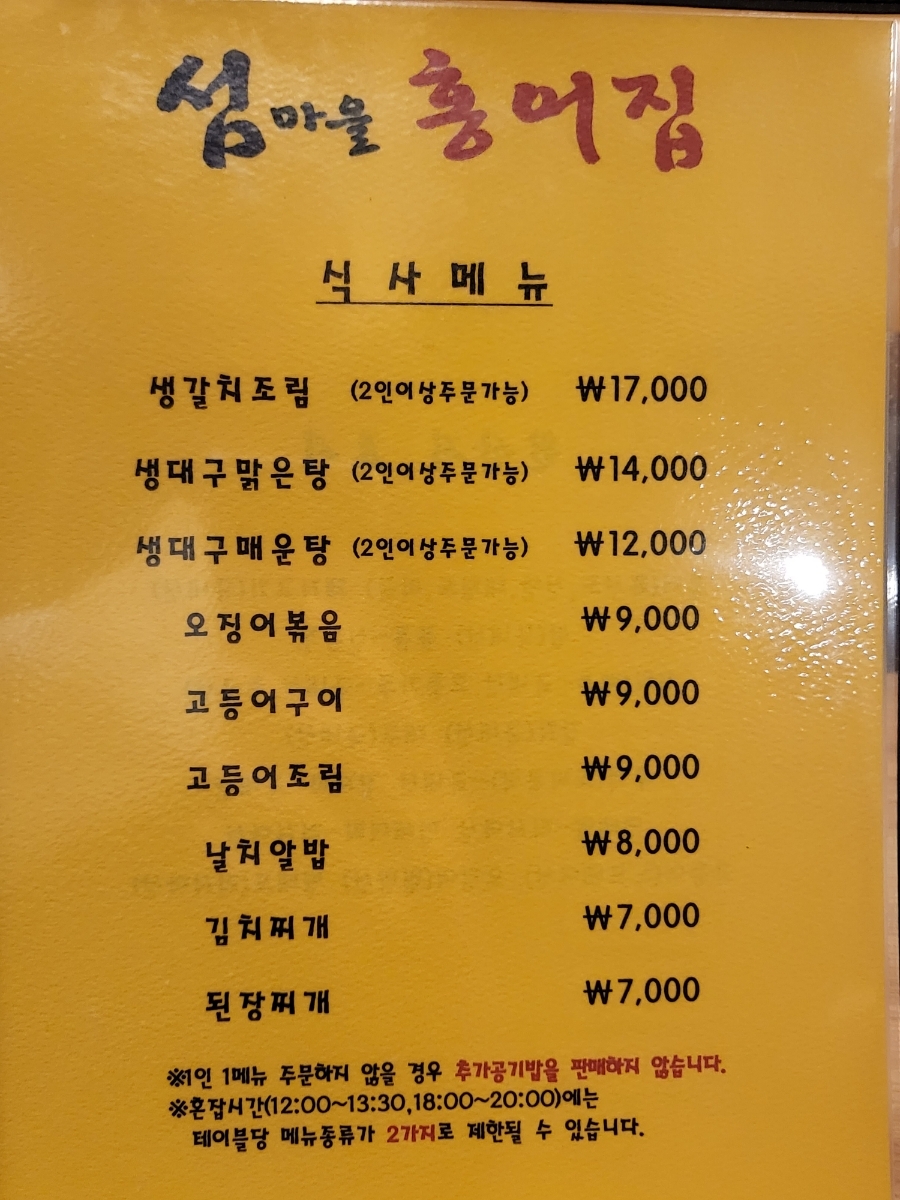 섬마을 홍어집
식사메뉴
생갈치조림 (2인이상주문가능) ₩17,000
생대구맑은탕 (2인이상주문가능) ₩14,000
생대구매운탕 (2인이상주문가능) ₩12,000
오징어볶음 ₩9,000
고등어구이 ₩9,000
고등어조림 ₩9,000
날치알밥 ₩8,000
김치찌개 ₩7,000
된장찌개 ₩7,000
※1인 1메뉴 주문하지 않을 경우 추가공기밥을 판매하지 않습니다.
※혼잡시간(12:00~13:30,18:00~20:00)에는
테이블당 메뉴종류가 2가지로 제한될 수 있습니다.